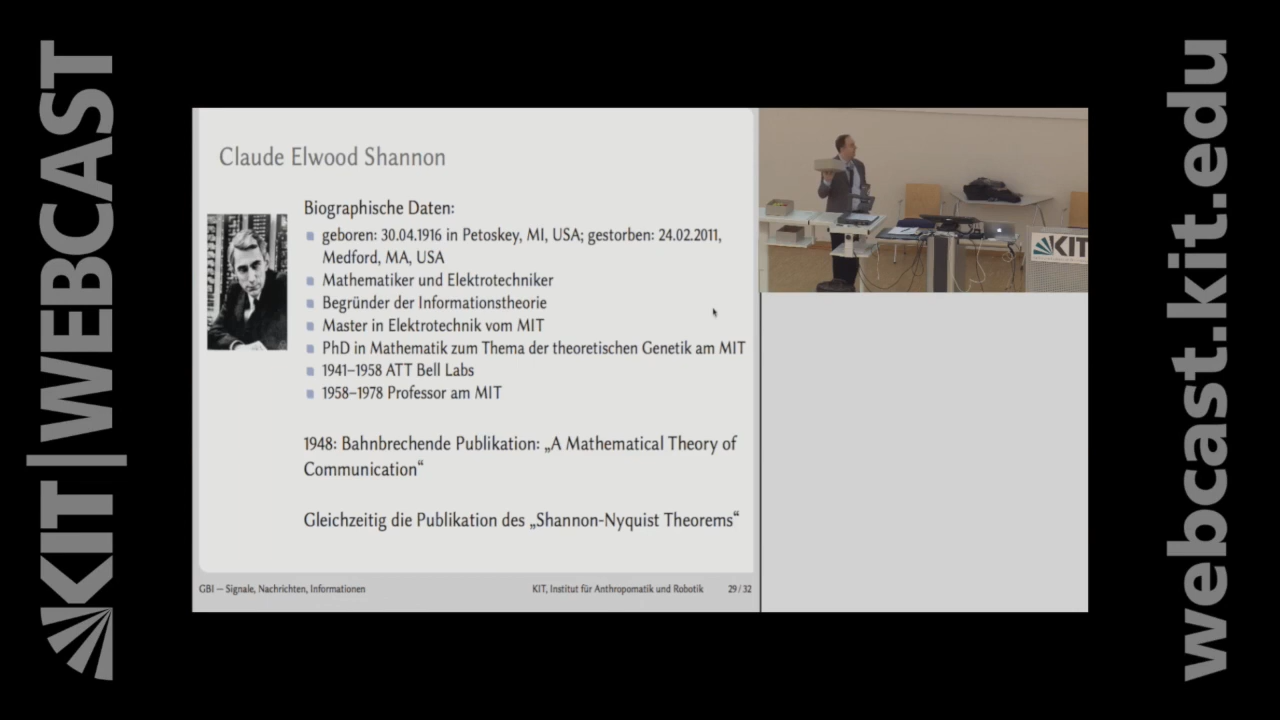 KIT | WEBCAST
Claude Elwood Shannon
Biographische Daten:
geboren: 30.04.1916 in Petoskey, MI, USA; gestorben: 24.02.2011,
Medford, MA, USA
Mathematiker und Elektrotechniker
Begründer der Informationstheorie
Master in Elektrotechnik vom MIT
PhD in Mathematik zum Thema der theoretischen Genetik am MIT
1941–1958 ATT Bell Labs
1958–1978 Professor am MIT
1948: Bahnbrechende Publikation: „A Mathematical Theory of
Communication“
Gleichzeitig die Publikation des „Shannon-Nyquist Theorems“
GBI — Signale, Nachrichten, Informationen
KIT, Institut für Anthropomatik und Robotik
29 / 32
KIT
webcast.kit.edu